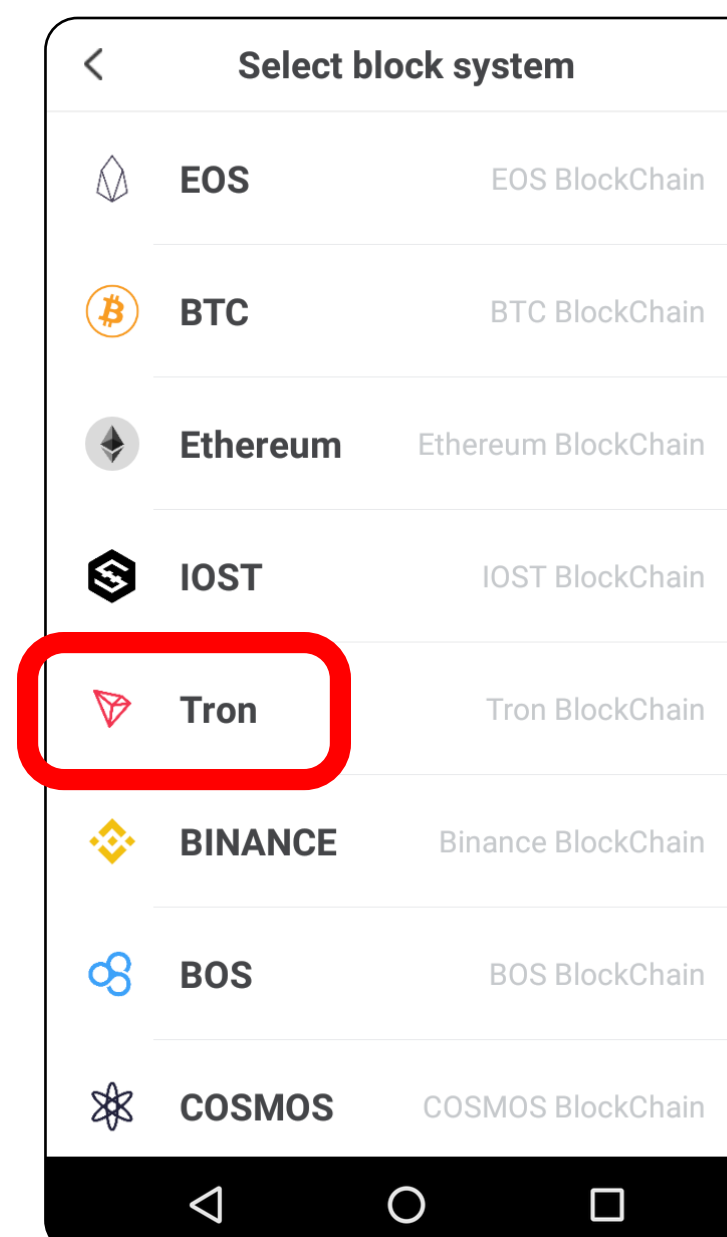 Select block system
EOS EOS BlockChain
BTC BTC BlockChain
Ethereum Ethereum BlockChain
IOST IOST BlockChain
Tron Tron BlockChain
BINANCE Binance BlockChain
BOS BOS BlockChain
COSMOS COSMOS BlockChain